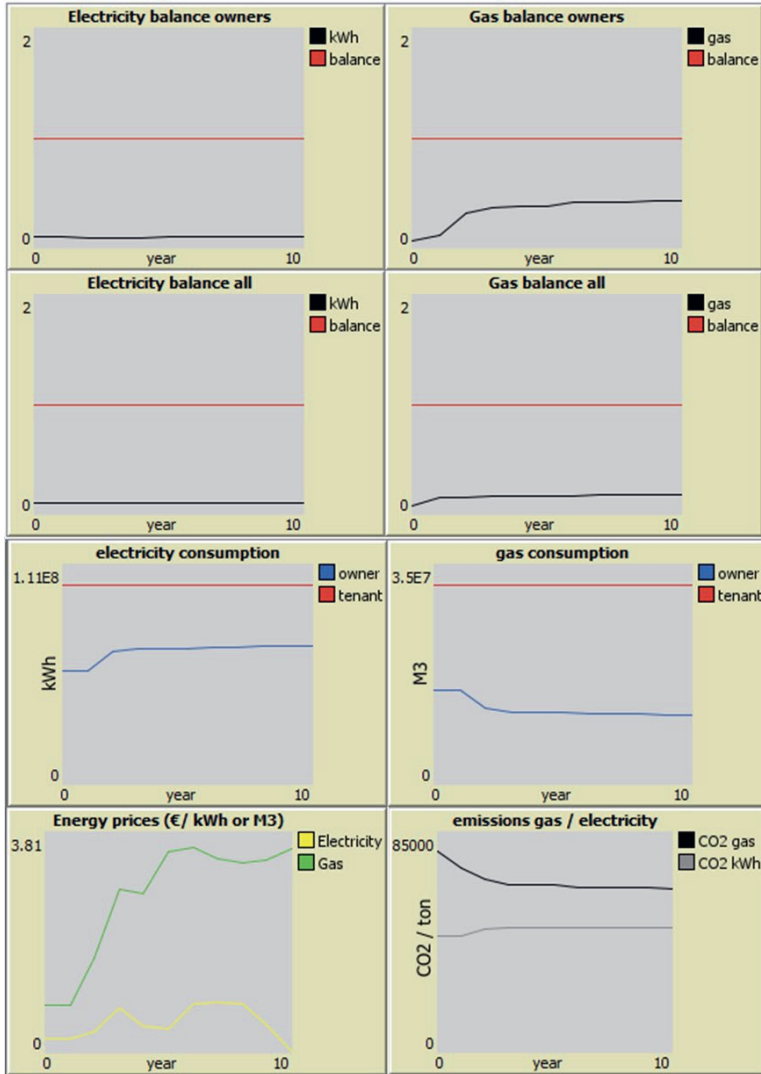 Electricity balance owners
2
kWh
balance
0
0
year
10
Gas balance owners
2
gas
balance
0
0
year
10
Electricity balance all
2
kWh
balance
0
0
year
10
Gas balance all
2
gas
balance
0
0
year
10
electricity consumption
1.11E8
owner
tenant
kWh
0
0
year
10
gas consumption
3.5E7
owner
tenant
M3
0
0
year
10
Energy prices (€/ kWh or M3)
3.81
Electricity
Gas
0
0
year
10
emissions gas / electricity
85000
CO2 gas
CO2 kWh
CO2 / ton
0
0
year
10